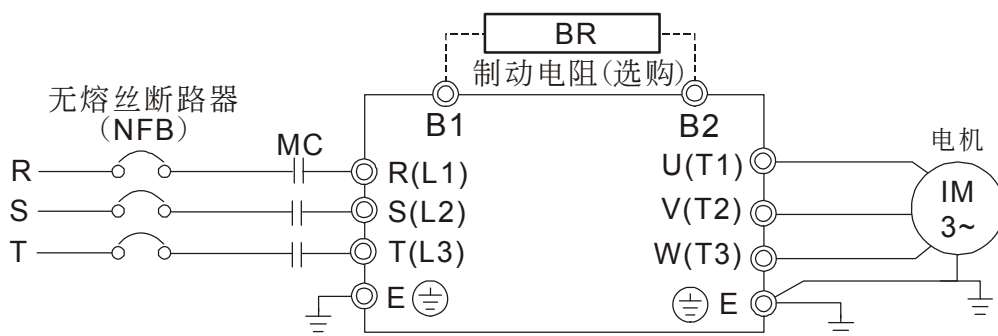 BR
制动电阻(选购)
B1
B2
无熔丝断路器
(NFB)
MC
R
S
T
R(L1)
S(L2)
T(L3)
E
U(T1)
V(T2)
W(T3)
E
电机
IM
3~